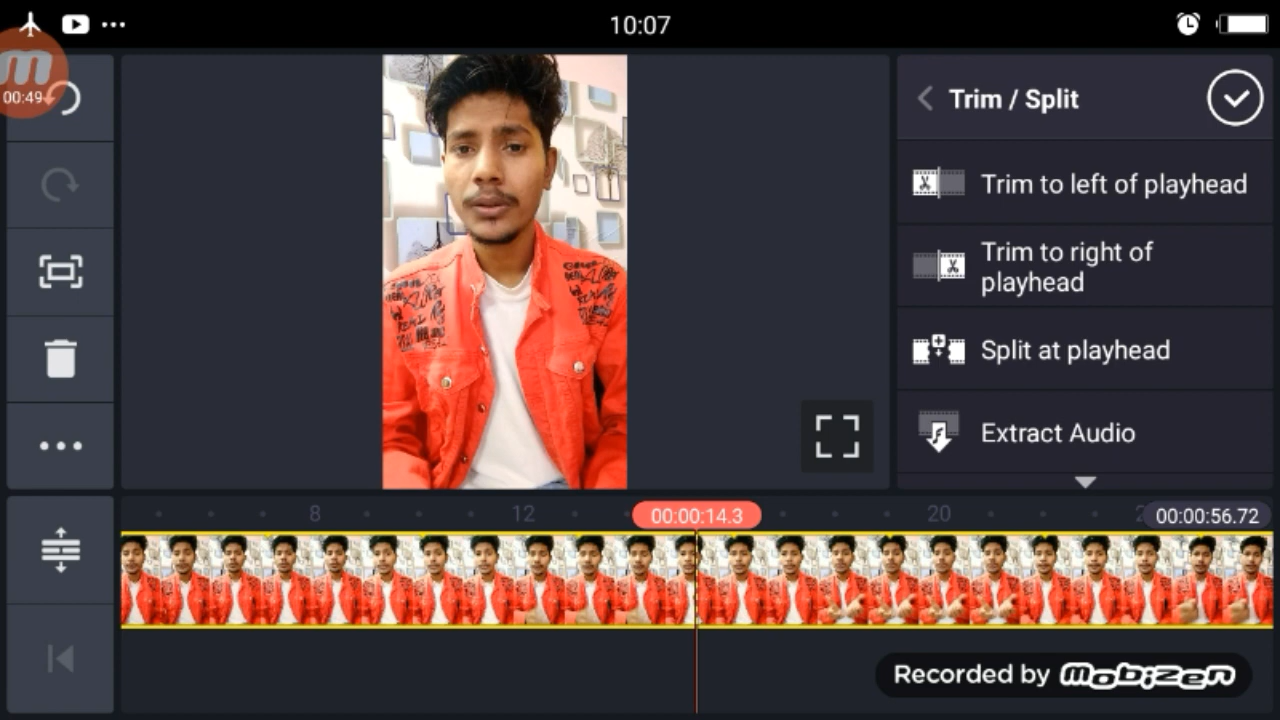 10:07
m
00:49
Trim / Split
Trim to left of playhead
Trim to right of
playhead
Split at playhead
Extract Audio
8
12
00:00:14.3
20
00:00:56.72
Recorded by mobizen